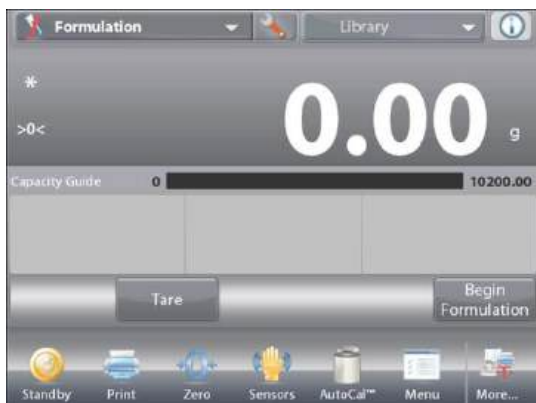 Formulation
Library
*
>0<
0.00 g
Capacity Guide 0 10200.00
Tare
Begin
Formulation
Standby Print Zero Sensors AutoCal™ Menu More...